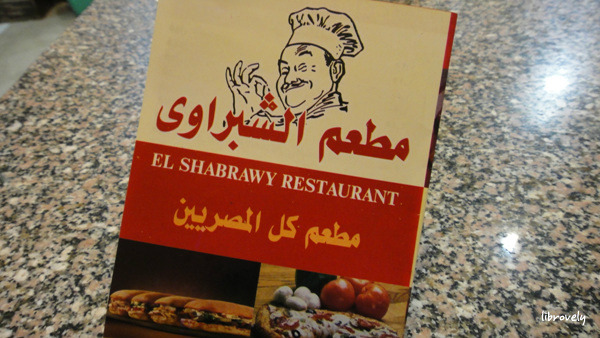 مطعم الشبراوى
EL SHABRAWY RESTAURANT
مطعم كل المصريين
librovely